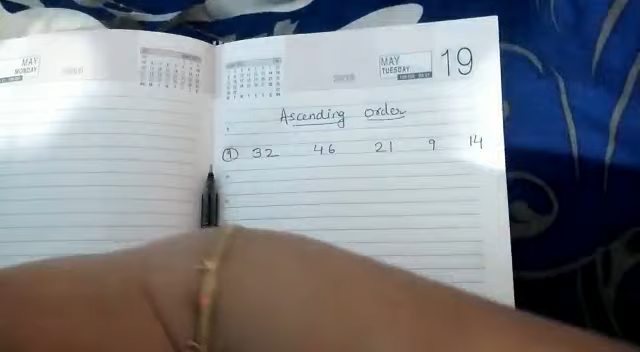 MAY
MONDAY
MAY
TUESDAY
19
Ascending order
① 32 46 21 9 14